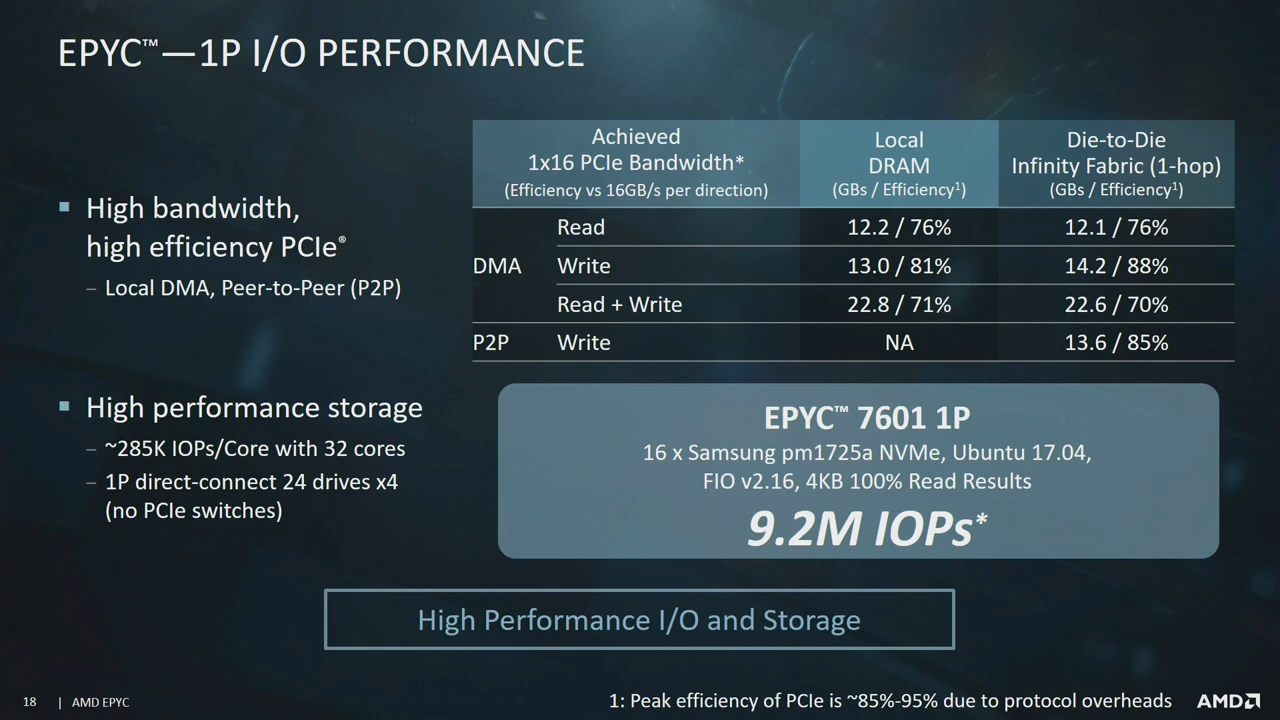 EPYC™—1P I/O PERFORMANCE
▪ High bandwidth,
high efficiency PCIe®
– Local DMA, Peer-to-Peer (P2P)
▪ High performance storage
– ~285K IOPs/Core with 32 cores
– 1P direct-connect 24 drives x4
(no PCIe switches)
Achieved
1x16 PCIe Bandwidth*
(Efficiency vs 16GB/s per direction)
Local
DRAM
(GBs / Efficiency¹)
Die-to-Die
Infinity Fabric (1-hop)
(GBs / Efficiency¹)
Read 12.2 / 76% 12.1 / 76%
DMA Write 13.0 / 81% 14.2 / 88%
Read + Write 22.8 / 71% 22.6 / 70%
P2P Write NA 13.6 / 85%
EPYC™ 7601 1P
16 x Samsung pm1725a NVMe, Ubuntu 17.04,
FIO v2.16, 4KB 100% Read Results
9.2M IOPs*
High Performance I/O and Storage
18 | AMD EPYC
1: Peak efficiency of PCIe is ~85%-95% due to protocol overheads
AMD